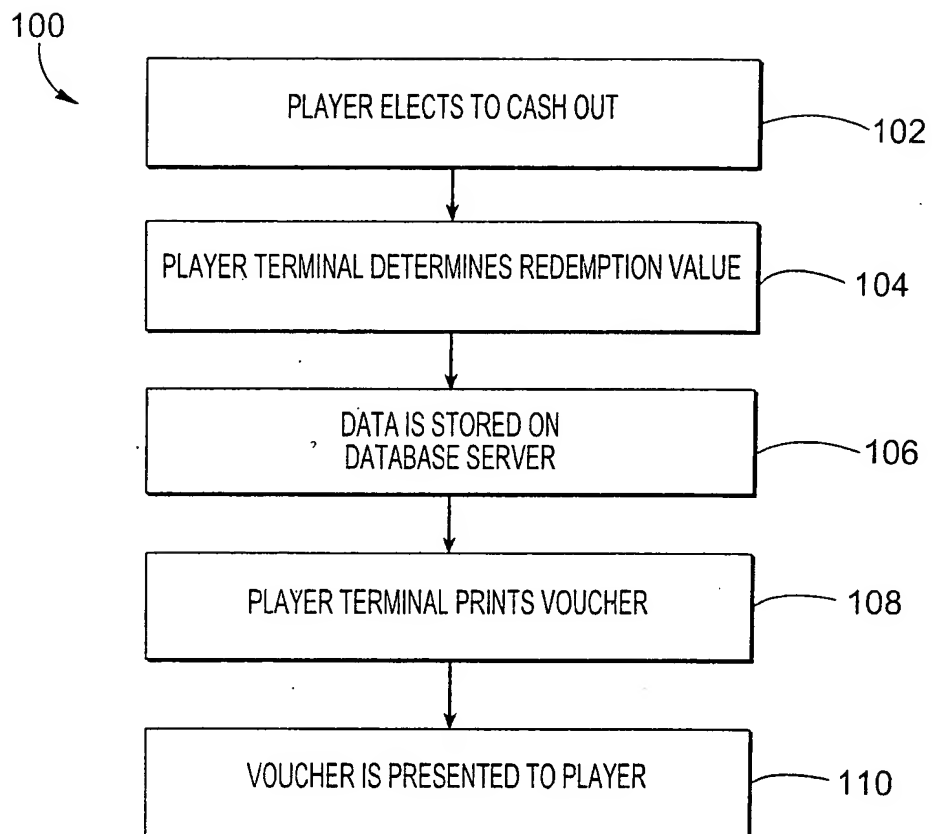 100
PLAYER ELECTS TO CASH OUT
102
PLAYER TERMINAL DETERMINES REDEMPTION VALUE
104
DATA IS STORED ON
DATABASE SERVER
106
PLAYER TERMINAL PRINTS VOUCHER
108
VOUCHER IS PRESENTED TO PLAYER
110